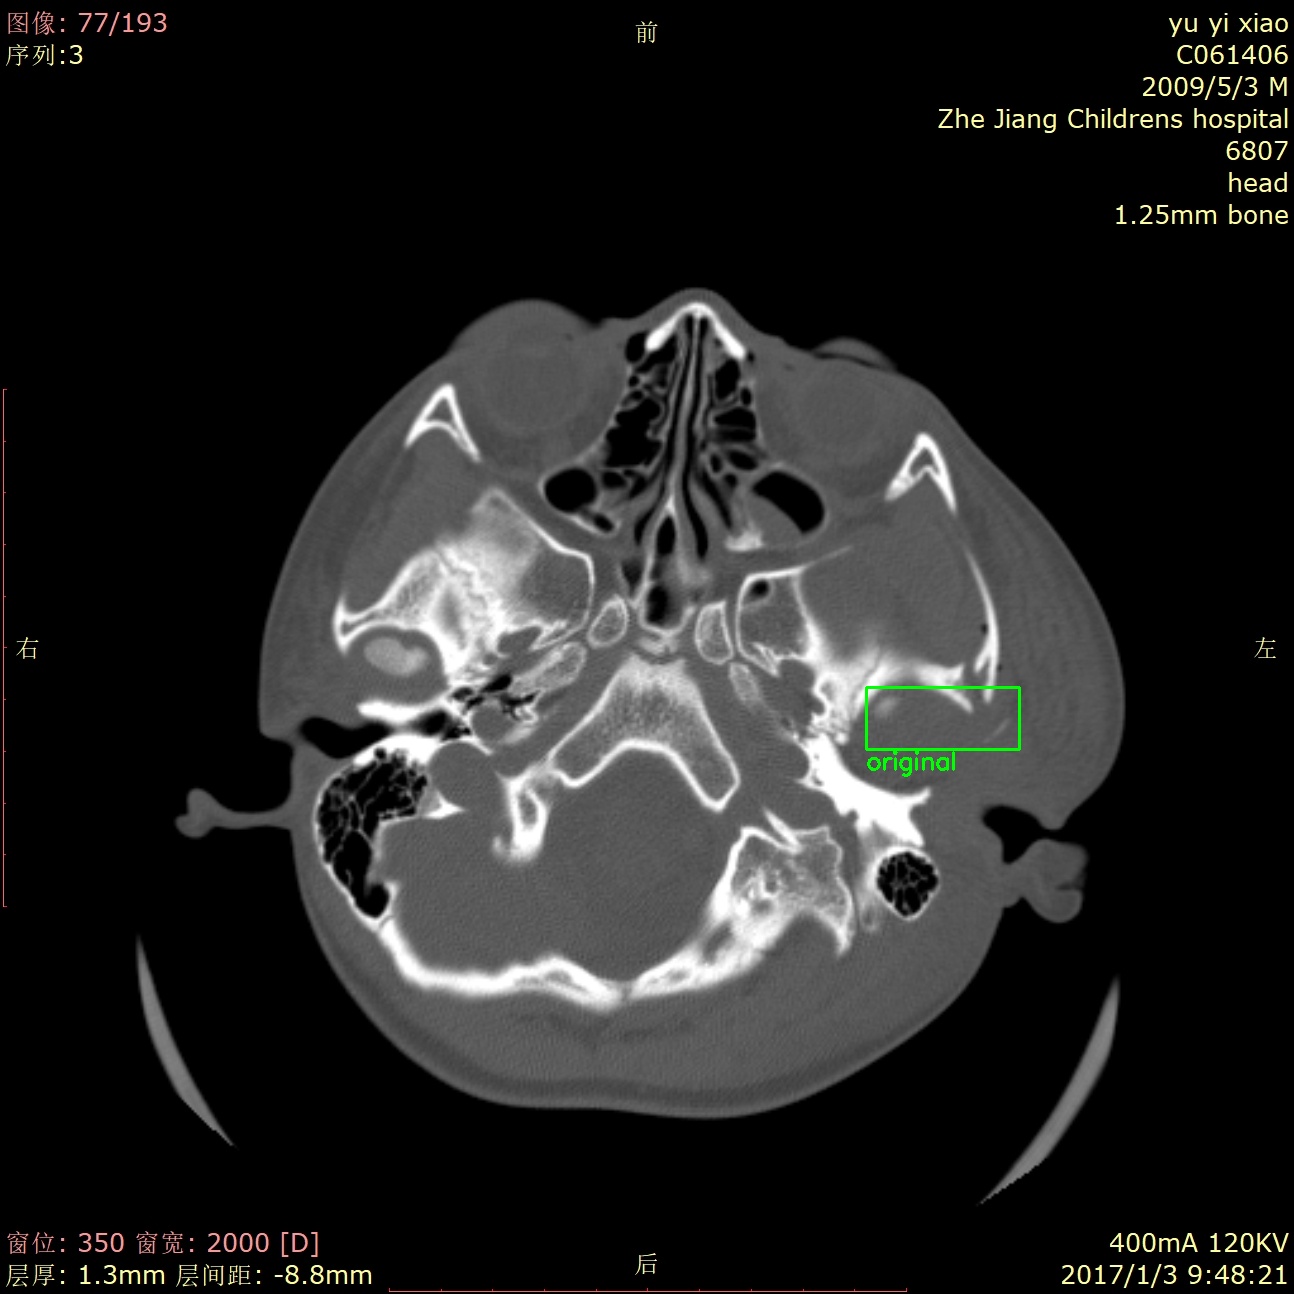 图像: 77/193
序列:3
前
yu yi xiao
C061406
2009/5/3 M
Zhe Jiang Childrens hospital
6807
head
1.25mm bone
右
左
original
窗位: 350 窗宽: 2000 [D]
层厚: 1.3mm 层间距: -8.8mm
后
400mA 120KV
2017/1/3 9:48:21